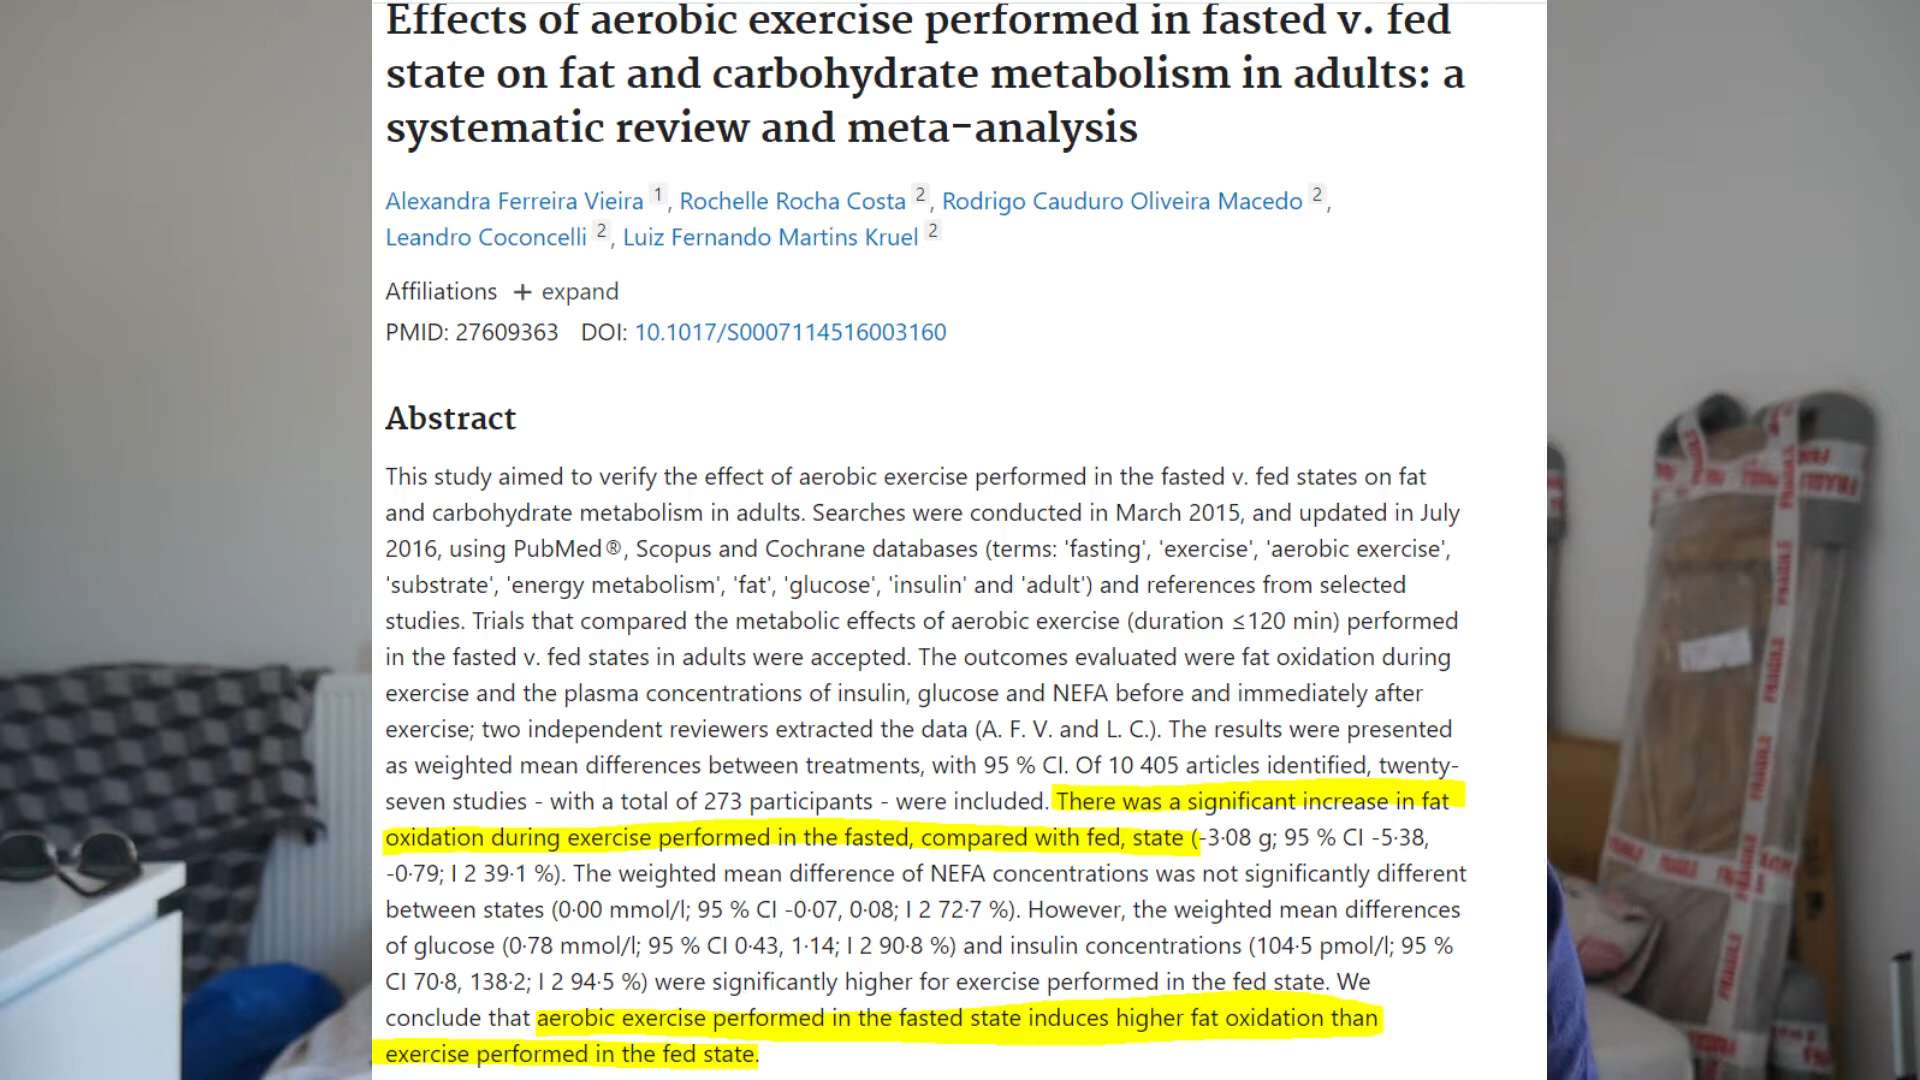 Effects of aerobic exercise performed in fasted v. fed
state on fat and carbohydrate metabolism in adults: a
systematic review and meta-analysis
Alexandra Ferreira Vieira 1, Rochelle Rocha Costa 2, Rodrigo Cauduro Oliveira Macedo 2,
Leandro Coconcelli 2, Luiz Fernando Martins Kruel 2
Affiliations + expand
PMID: 27609363 DOI: 10.1017/S0007114516003160
Abstract
This study aimed to verify the effect of aerobic exercise performed in the fasted v. fed states on fat
and carbohydrate metabolism in adults. Searches were conducted in March 2015, and updated in July
2016, using PubMed®, Scopus and Cochrane databases (terms: 'fasting', 'exercise', 'aerobic exercise',
'substrate', 'energy metabolism', 'fat', 'glucose', 'insulin' and 'adult') and references from selected
studies. Trials that compared the metabolic effects of aerobic exercise (duration ≤120 min) performed
in the fasted v. fed states in adults were accepted. The outcomes evaluated were fat oxidation during
exercise and the plasma concentrations of insulin, glucose and NEFA before and immediately after
exercise; two independent reviewers extracted the data (A. F. V. and L. C.). The results were presented
as weighted mean differences between treatments, with 95 % CI. Of 10 405 articles identified, twenty-
seven studies - with a total of 273 participants - were included. There was a significant increase in fat
oxidation during exercise performed in the fasted, compared with fed, state (-3·08 g; 95 % CI -5·38,
-0·79; I 2 39·1 %). The weighted mean difference of NEFA concentrations was not significantly different
between states (0·00 mmol/l; 95 % CI -0·07, 0·08; I 2 72·7 %). However, the weighted mean differences
of glucose (0·78 mmol/l; 95 % CI 0·43, 1·14; I 2 90·8 %) and insulin concentrations (104·5 pmol/l; 95 %
CI 70·8, 138·2; I 2 94·5 %) were significantly higher for exercise performed in the fed state. We
conclude that aerobic exercise performed in the fasted state induces higher fat oxidation than
exercise performed in the fed state.
FRAGILE
FRAGILE
FRAGILE
FRAGILE
FRAGILE